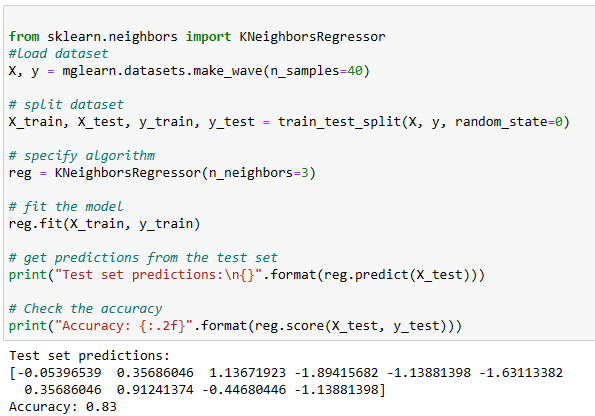 from sklearn.neighbors import KNeighborsRegressor
#load dataset
X, y = mglearn.datasets.make_wave(n_samples=40)
# split dataset
X_train, X_test, y_train, y_test = train_test_split(X, y, random_state=0)
# specify algorithm
reg = KNeighborsRegressor(n_neighbors=3)
# fit the model
reg.fit(X_train, y_train)
# get predictions from the test set
print("Test set predictions:\n{}".format(reg.predict(X_test)))
# Check the accuracy
print("Accuracy: {:.2f}".format(reg.score(X_test, y_test)))
Test set predictions:
[-0.05396539  0.35686046  1.13671923 -1.89415682 -1.13881398 -1.63113382
  0.35686046  0.91241374 -0.44680446 -1.13881398]
Accuracy: 0.83